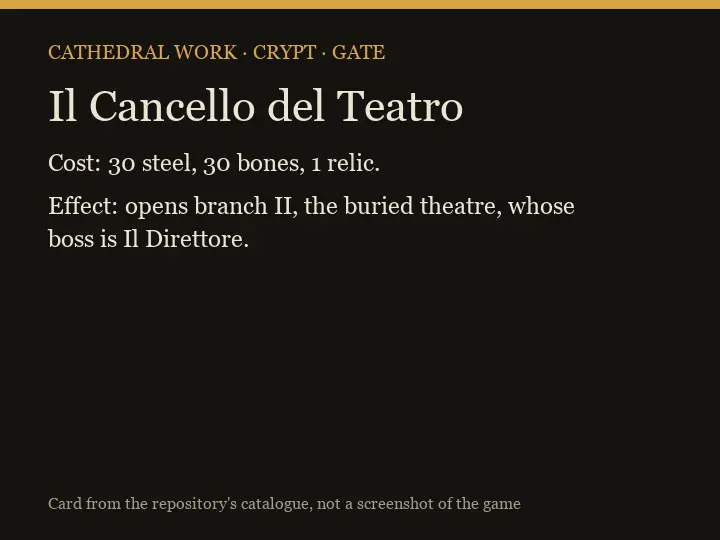 CATHEDRAL WORK · CRYPT · GATE
Il Cancello del Teatro
Cost: 30 steel, 30 bones, 1 relic.
Effect: opens branch II, the buried theatre, whose
boss is Il Direttore.
Card from the repository's catalogue, not a screenshot of the game